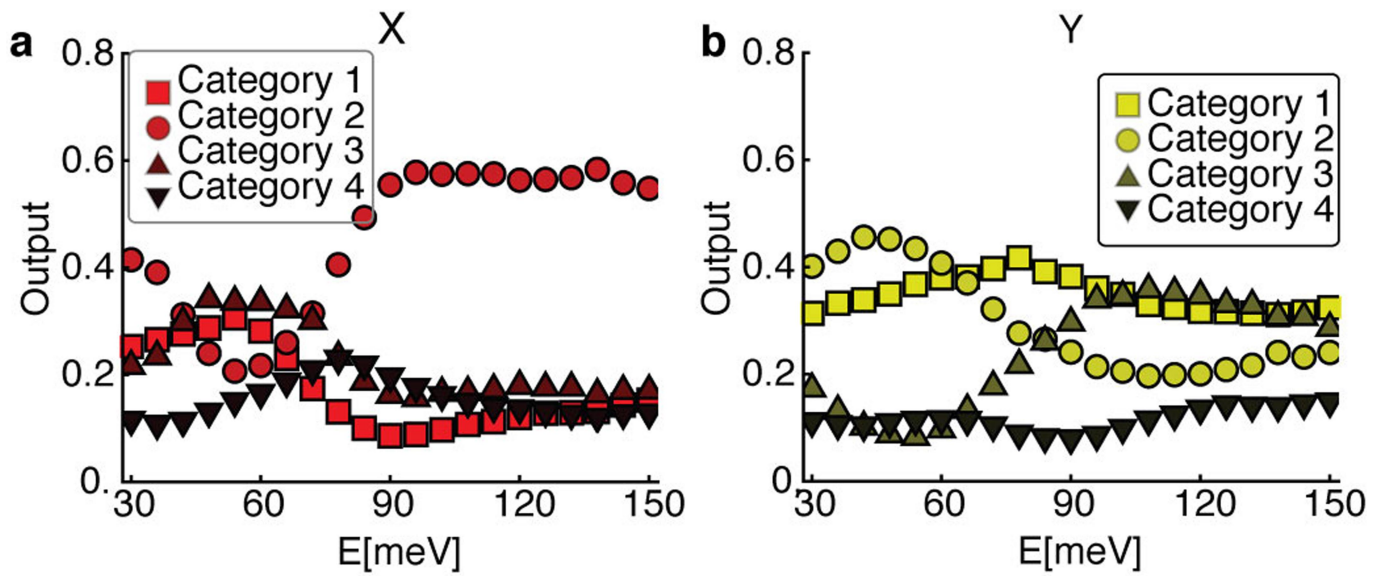 a
X
0.8
Category 1
Category 2
Category 3
Category 4
0.6
0.4
0.2
0.
Output
30 60 90 120 150
E[meV]
b
Y
0.8
Category 1
Category 2
Category 3
Category 4
0.6
0.4
0.2
0.
Output
30 60 90 120 150
E[meV]